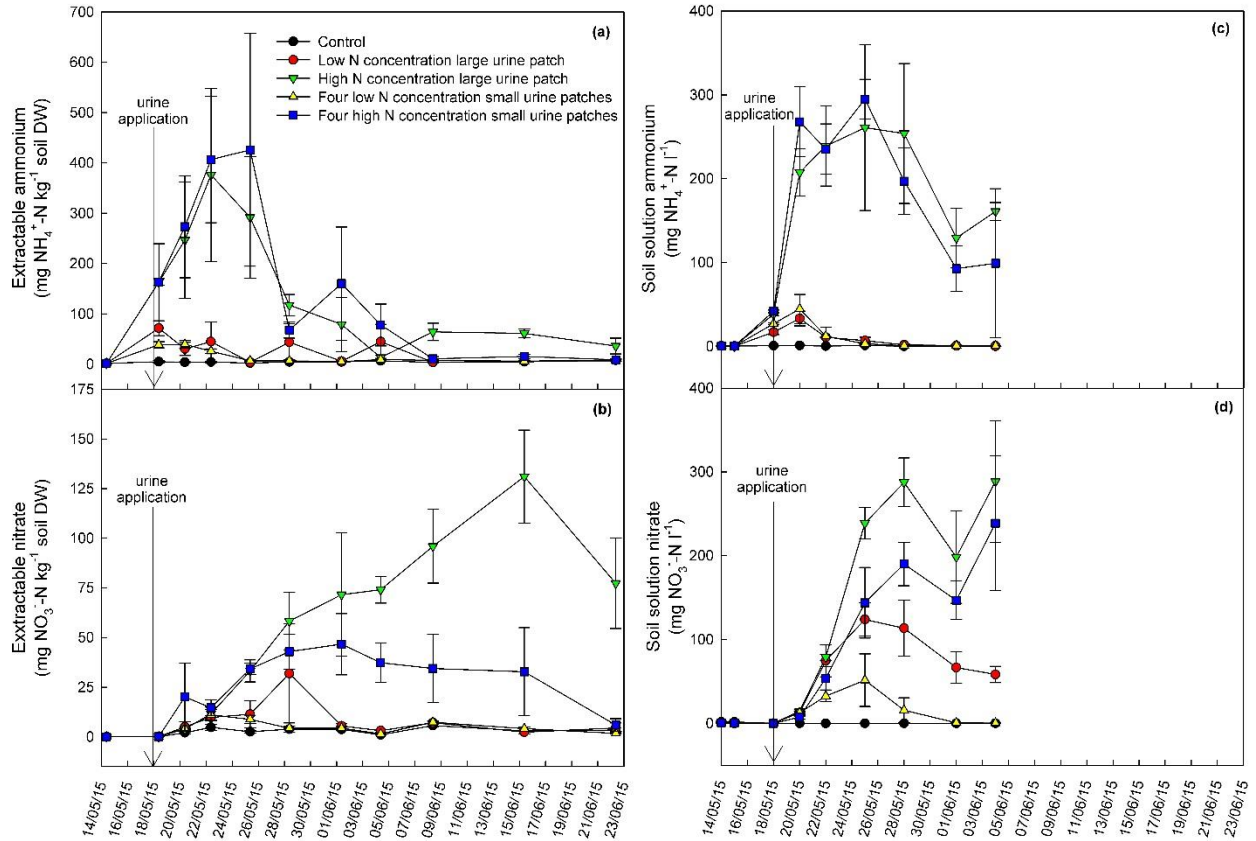 700
600
500
400
300
200
100
0
Extractable ammonium
(mg NH₄⁺-N kg⁻¹ soil DW)
(a)
Control
Low N concentration large urine patch
High N concentration large urine patch
Four low N concentration small urine patches
Four high N concentration small urine patches
urine
application
400
300
200
100
0
Soil solution ammonium
(mg NH₄⁺-N l⁻¹)
(c)
urine
application
175
150
125
100
75
50
25
0
Exxtractable nitrate
(mg NO₃⁻-N kg⁻¹ soil DW)
(b)
urine
application
14/05/15
16/05/15
18/05/15
20/05/15
22/05/15
24/05/15
26/05/15
28/05/15
30/05/15
01/06/15
03/06/15
05/06/15
07/06/15
09/06/15
11/06/15
13/06/15
15/06/15
17/06/15
19/06/15
21/06/15
23/06/15
400
300
200
100
0
Soil solution nitrate
(mg NO₃⁻-N l⁻¹)
(d)
urine
application
14/05/15
16/05/15
18/05/15
20/05/15
22/05/15
24/05/15
26/05/15
28/05/15
30/05/15
01/06/15
03/06/15
05/06/15
07/06/15
09/06/15
11/06/15
13/06/15
15/06/15
17/06/15
19/06/15
21/06/15
23/06/15